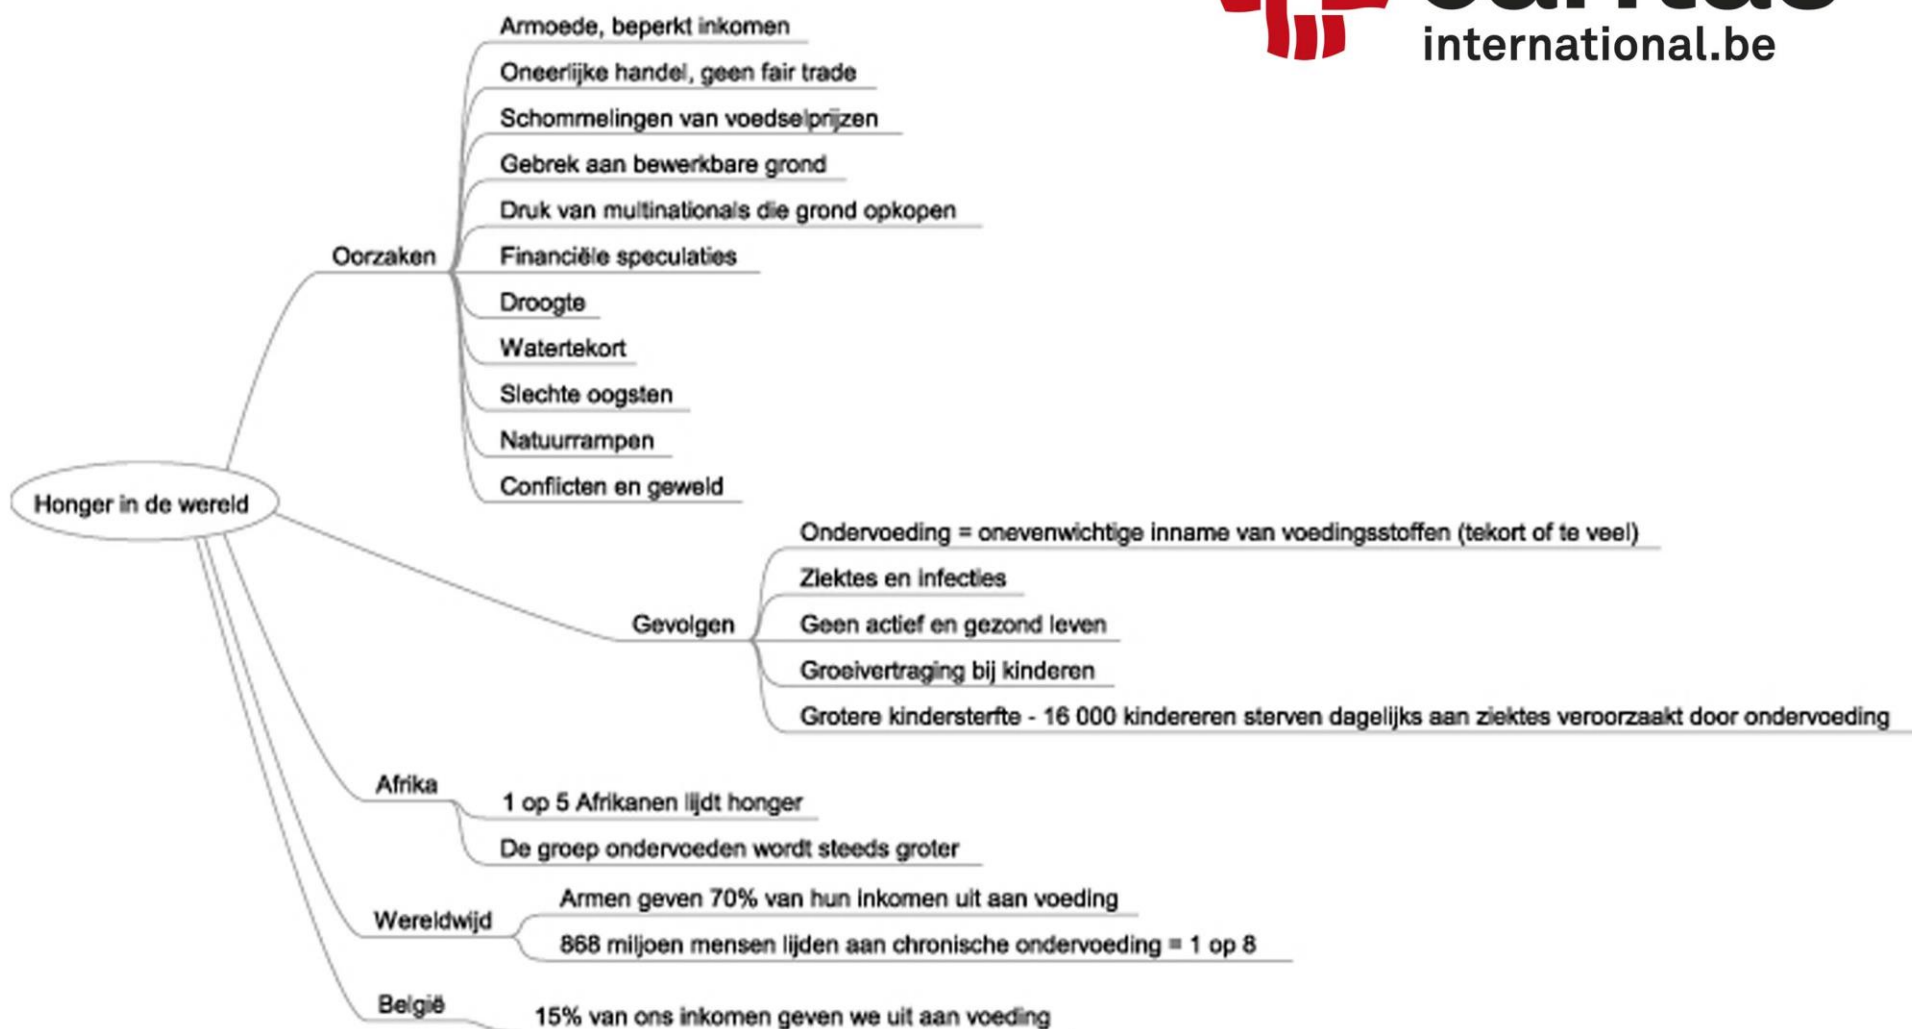 international.be
Armoede, beperkt inkomen
Oneerlijke handel, geen fair trade
Schommelingen van voedselprijzen
Gebrek aan bewerkbare grond
Druk van multinationals die grond opkopen
Oorzaken
Financiële speculaties
Droogte
Watertekort
Slechte oogsten
Natuurrampen
Conflicten en geweld
Honger in de wereld
Ondervoeding = onevenwichtige inname van voedingsstoffen (tekort of te veel)
Ziektes en infecties
Gevolgen
Geen actief en gezond leven
Groeivertraging bij kinderen
Grotere kindersterfte - 16 000 kindereren sterven dagelijks aan ziektes veroorzaakt door ondervoeding
Afrika
1 op 5 Afrikanen lijdt honger
De groep ondervoeden wordt steeds groter
Wereldwijd
Armen geven 70% van hun inkomen uit aan voeding
868 miljoen mensen lijden aan chronische ondervoeding = 1 op 8
België
15% van ons inkomen geven we uit aan voeding